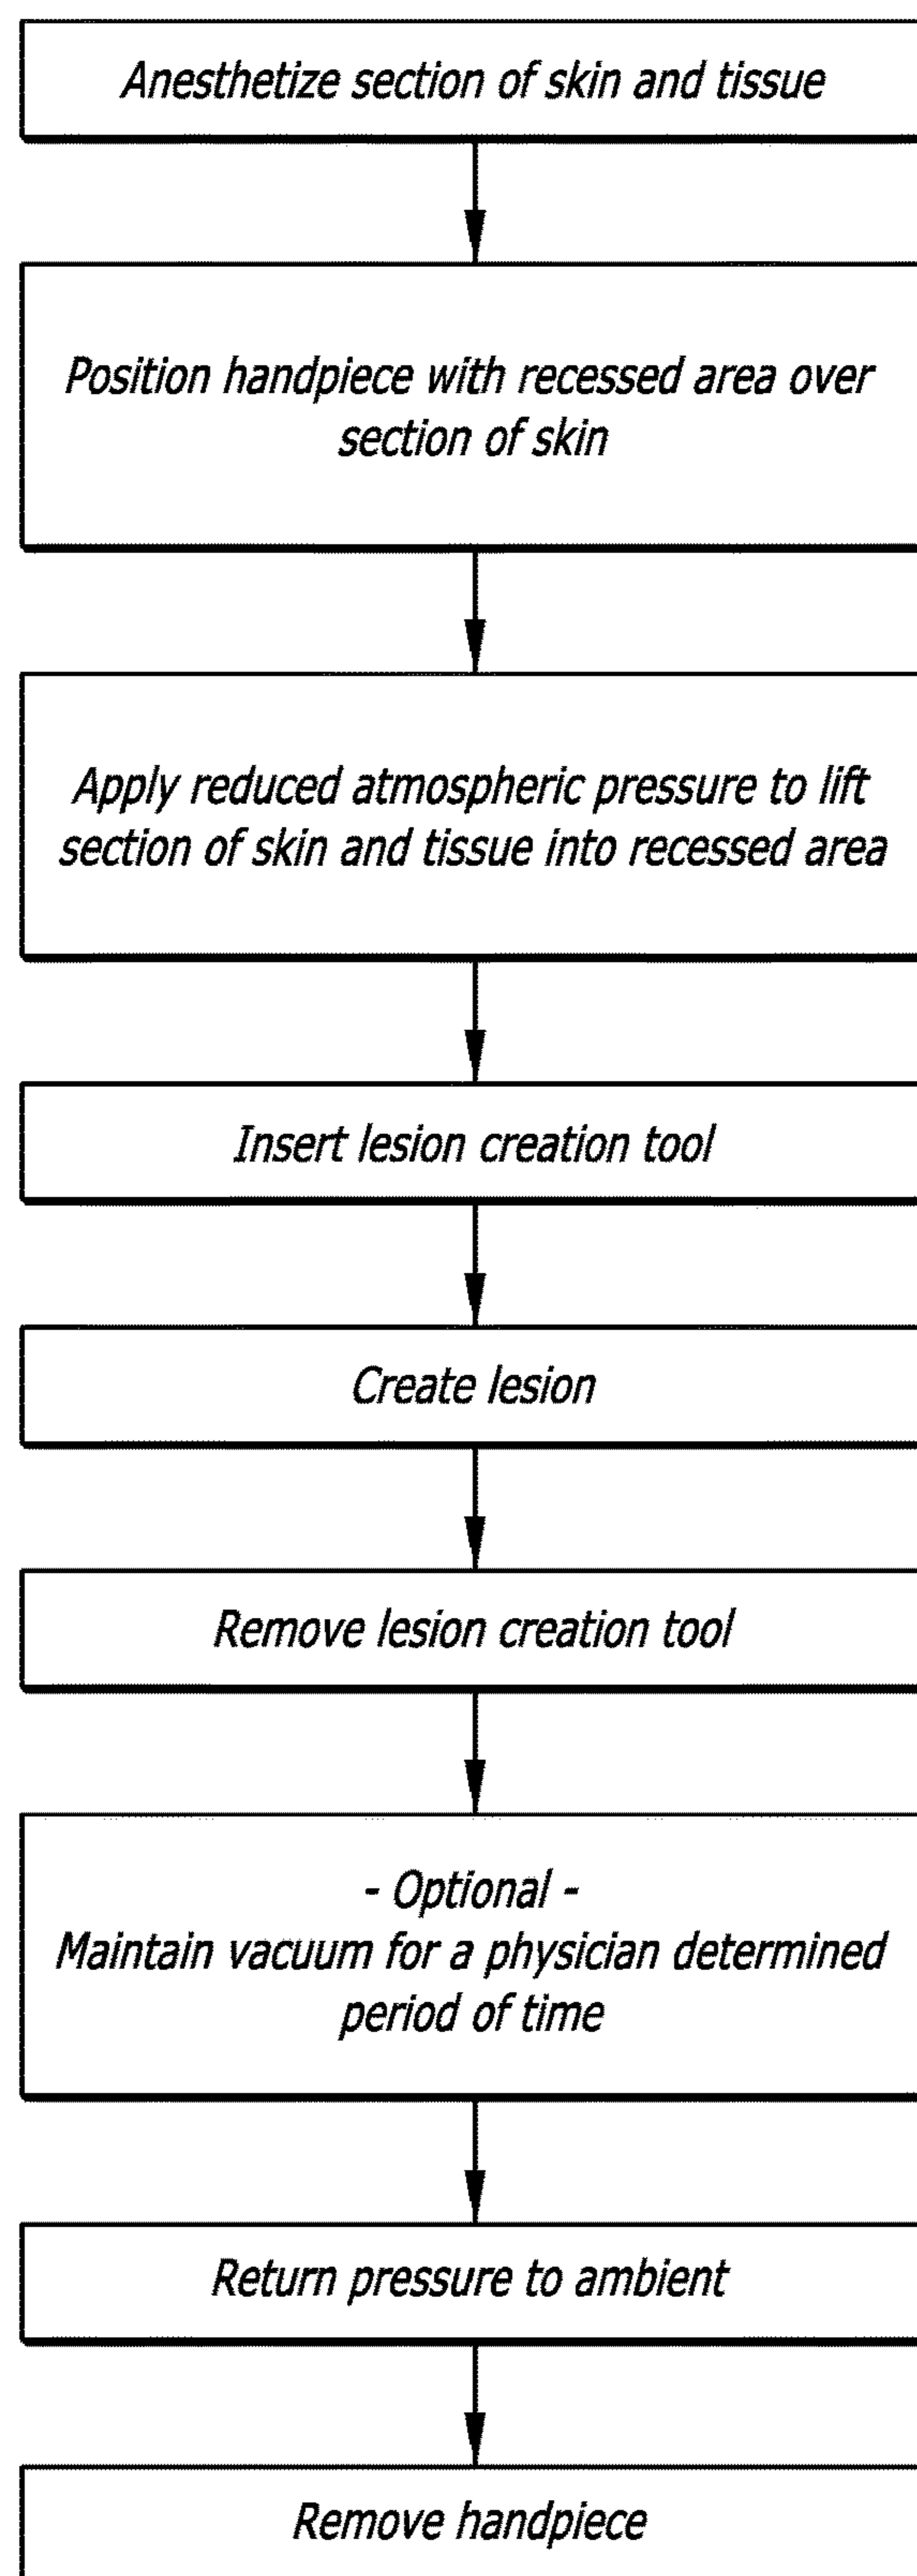 Anesthetize section of skin and tissue
Position handpiece with recessed area over
section of skin
Apply reduced atmospheric pressure to lift
section of skin and tissue into recessed area
Insert lesion creation tool
Create lesion
Remove lesion creation tool
- Optional -
Maintain vacuum for a physician determined
period of time
Return pressure to ambient
Remove handpiece